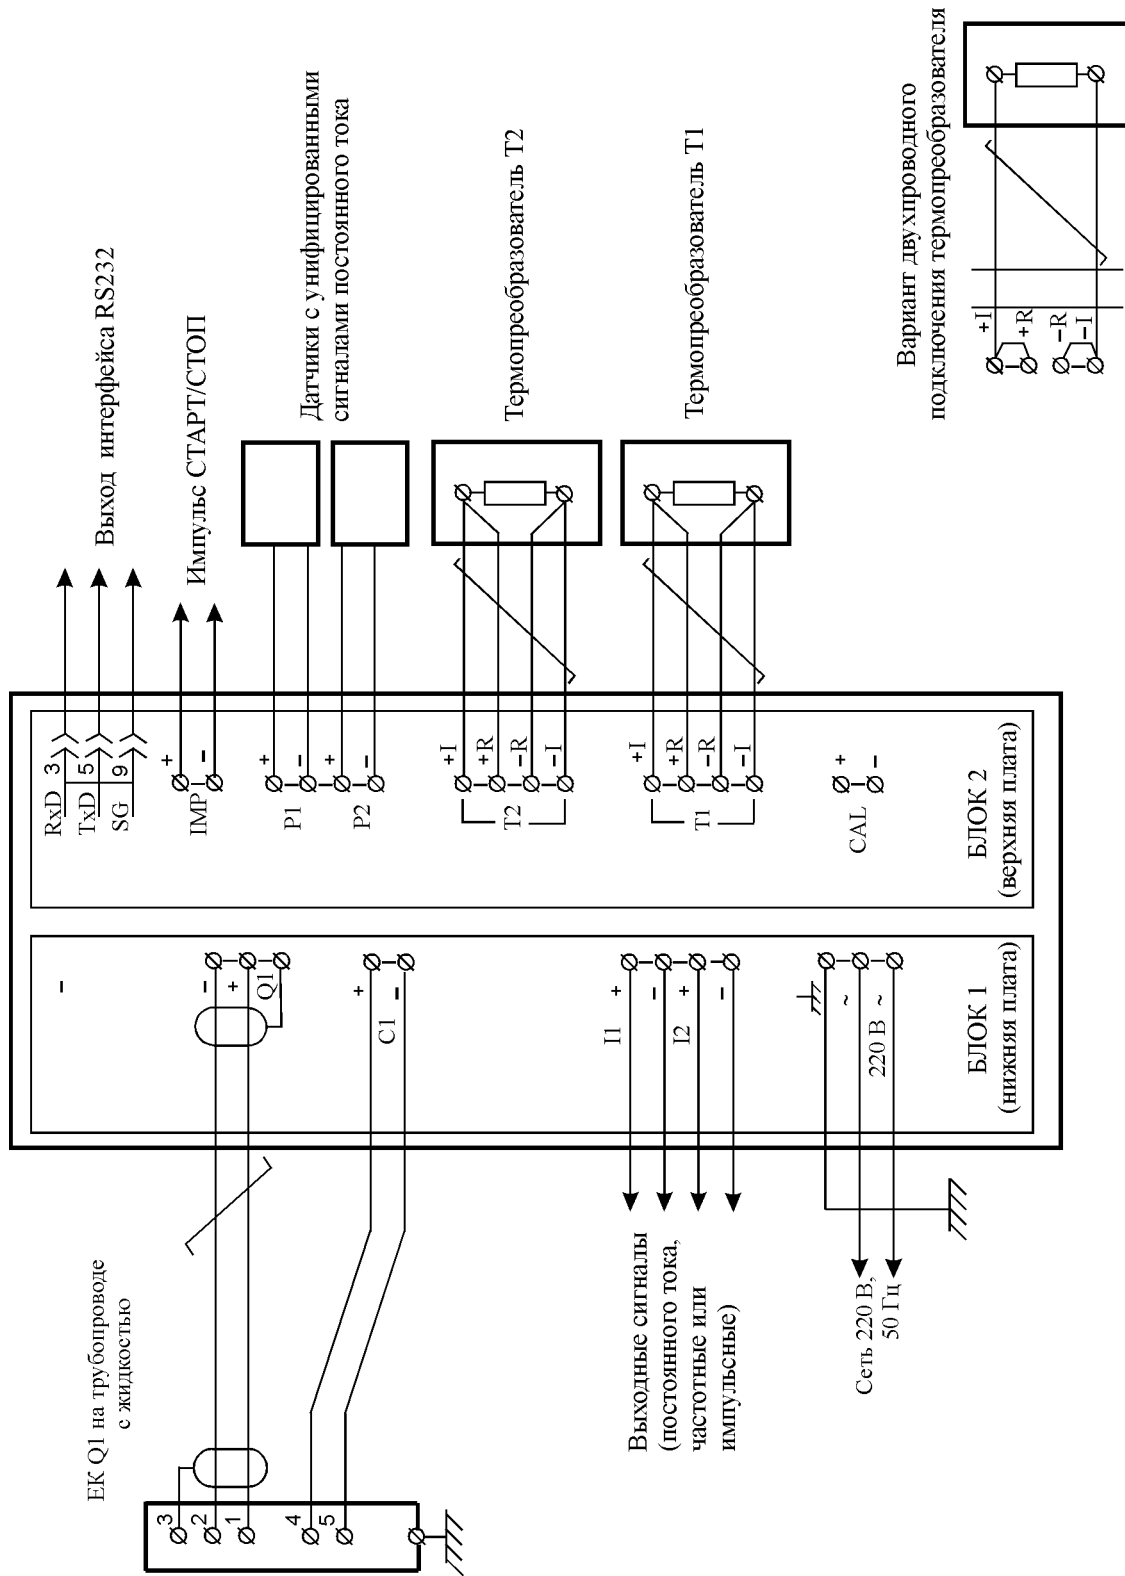 ЕК Q1 на трубопроводе
с жидкостью
3
2
1
4
5
Выходные сигналы
(постоянного тока,
частотные или
импульсные)
Сеть 220 В,
50 Гц
–
–
+
Q1
+
C1
–
I1
+
–
I2
+
–
~
220 В ~
БЛОК 1
(нижняя плата)
RxD 3
TxD 5
SG 9
+
IMP
–
+
P1
–
+
P2
–
+I
+R
–R
–I
T2
+I
+R
–R
–I
T1
+
CAL
–
БЛОК 2
(верхняя плата)
Выход интерфейса RS232
Импульс СТАРТ/СТОП
Датчики с унифицированными
сигналами постоянного тока
Термопреобразователь Т2
Термопреобразователь Т1
Вариант двухпроводного
подключения термопреобразователя
+I
+R
–R
–I